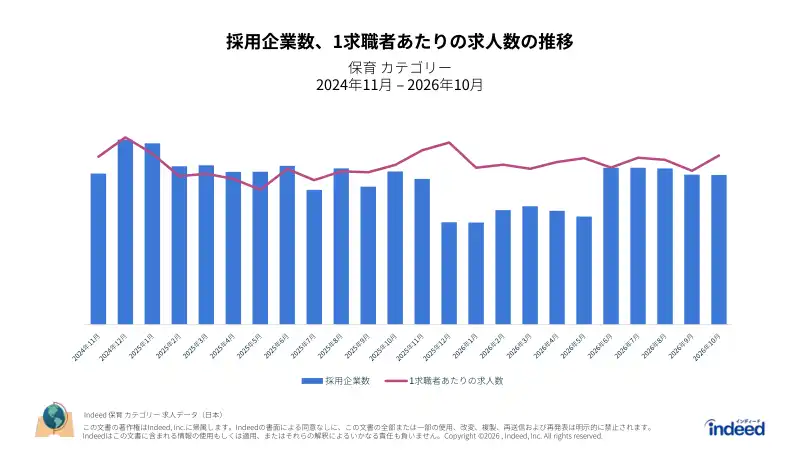 採用企業数、1求職者あたりの求人数の推移
保育 カテゴリー
2024年11月 – 2026年10月
2024年11月
2024年12月
2025年1月
2025年2月
2025年3月
2025年4月
2025年5月
2025年6月
2025年7月
2025年8月
2025年9月
2025年10月
2025年11月
2025年12月
2026年1月
2026年2月
2026年3月
2026年4月
2026年5月
2026年6月
2026年7月
2026年8月
2026年9月
2026年10月
採用企業数
1求職者あたりの求人数
Indeed 保育 カテゴリー 求人データ（日本）
この文書の著作権はIndeed, Inc.に帰属します。Indeedの書面による同意なしに、この文書の全部または一部の使用、改変、複製、再送信および再発表は明示的に禁止されます。
Indeedはこの文書に含まれる情報の使用もしくは適用、またはそれらの解釈によるいかなる責任も負いません。Copyright ©2026 , Indeed, Inc. All rights reserved.
インディード
indeed